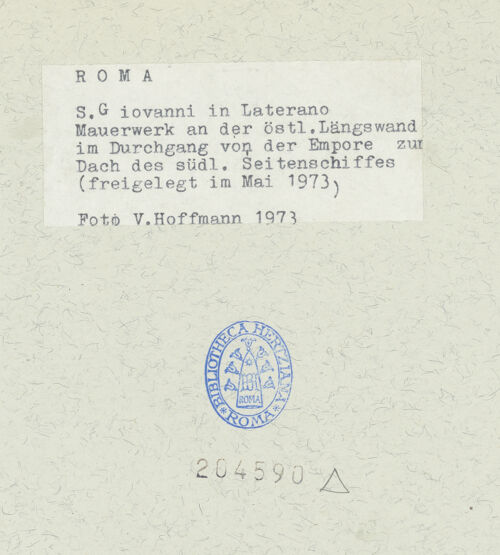 R O M A
S.G iovanni in Laterano
Mauerwerk an der östl.Längswand
im Durchgang von der Empore zur
Dach des südl. Seitenschiffes
(freigelegt im Mai 1973)
Foto V.Hoffmann 1973
BIBLIOTHECA HERTZIANA
ROMA
*ROMA*
204590 △